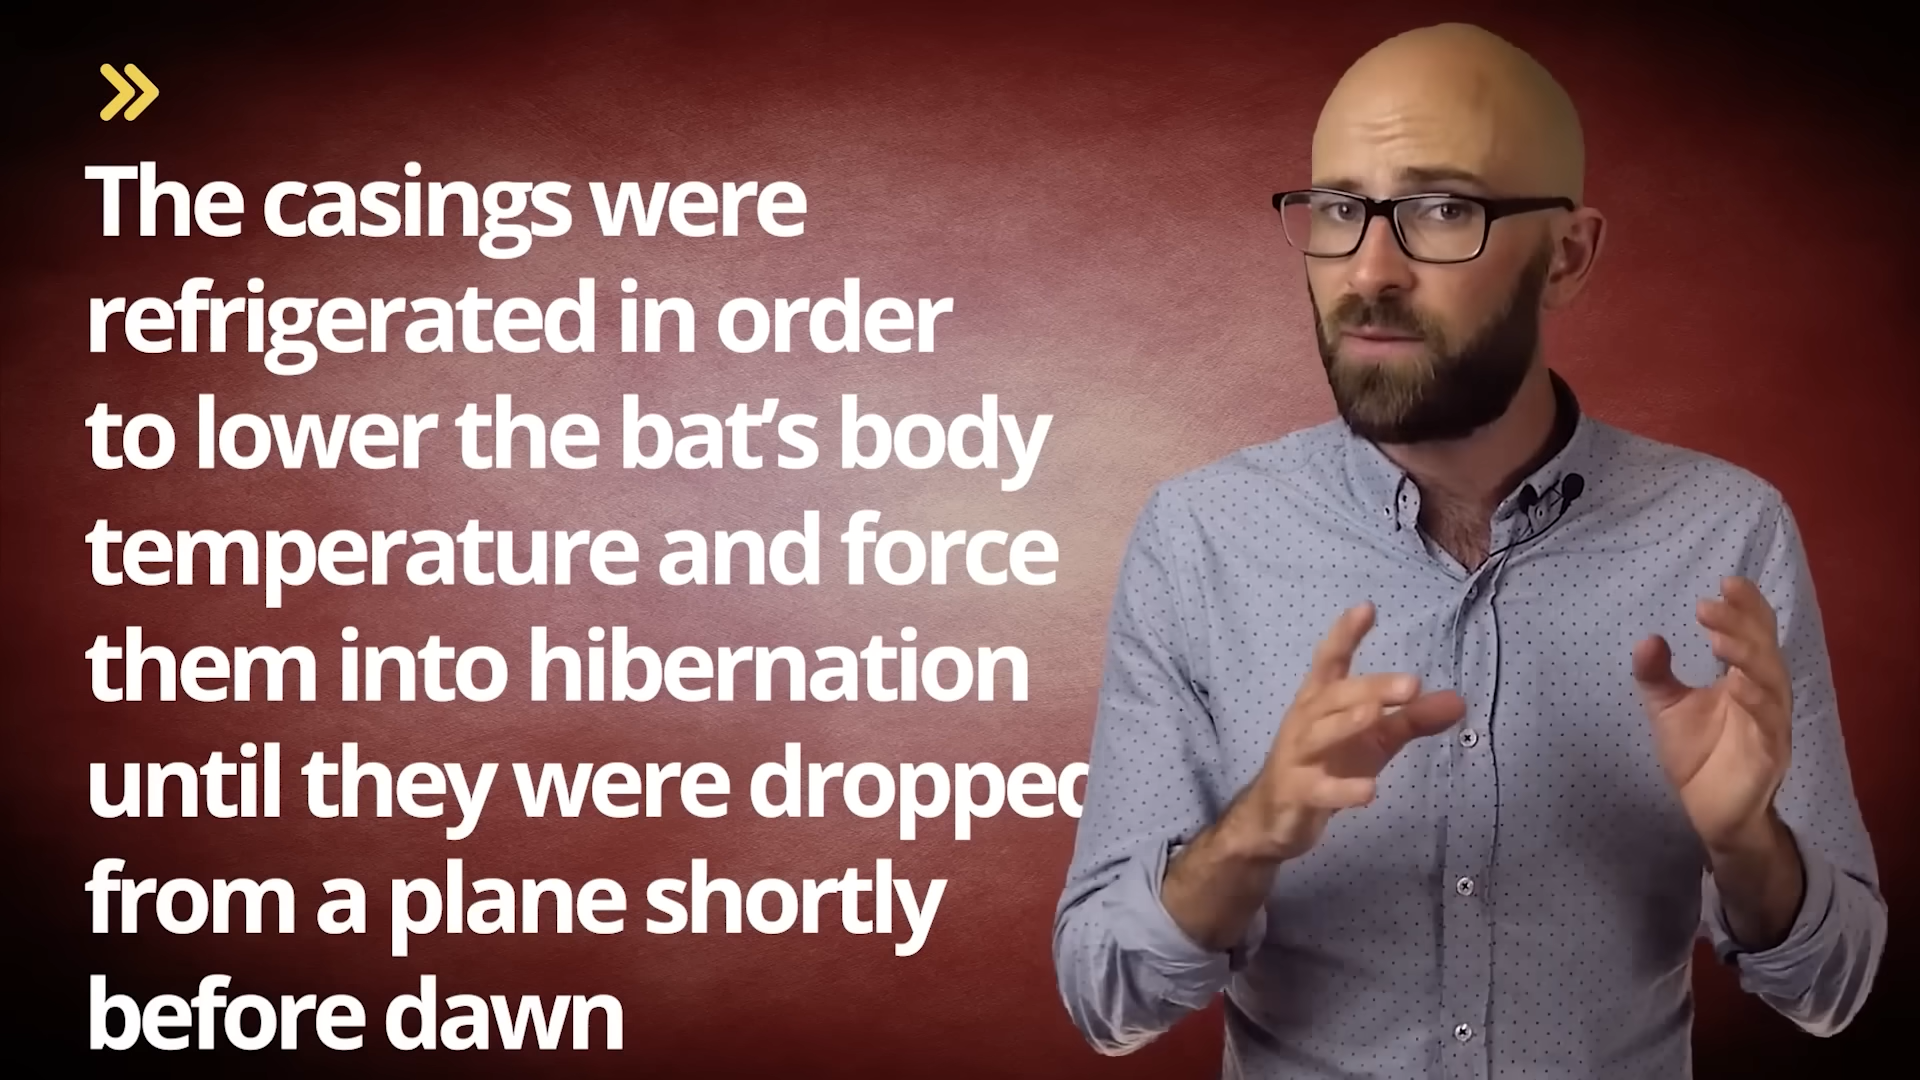 The casings were
refrigerated in order
to lower the bat’s body
temperature and force
them into hibernation
until they were dropped
from a plane shortly
before dawn